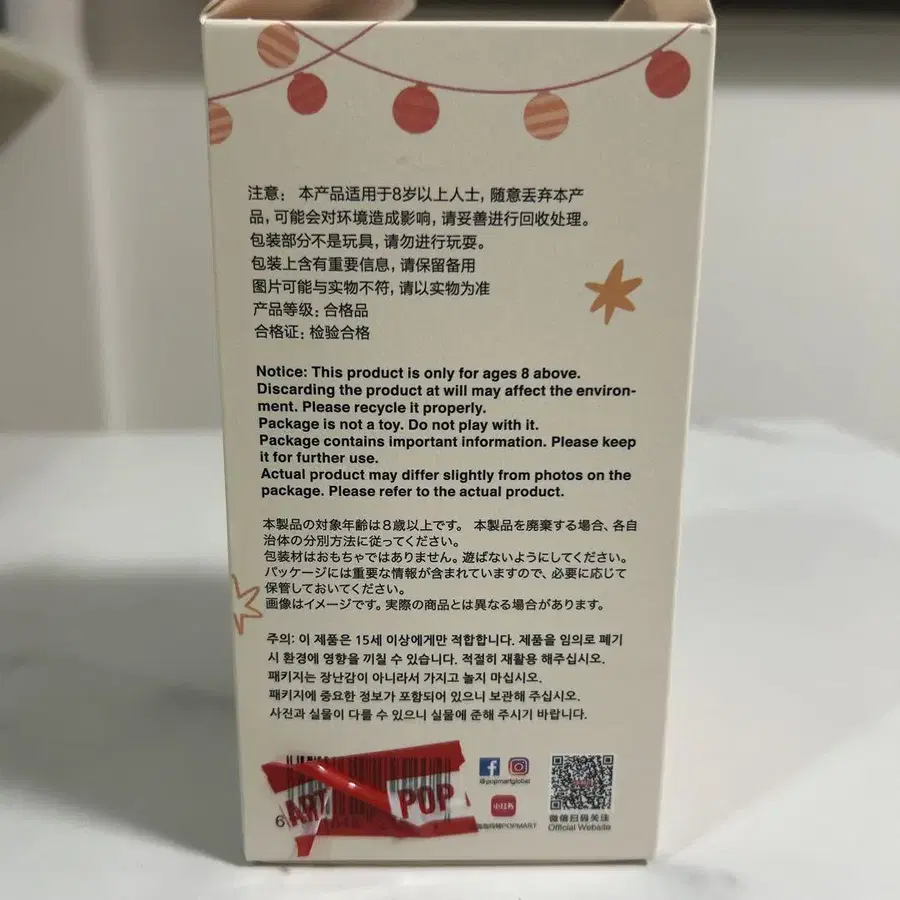 注意： 本产品适用于8岁以上人士, 随意丢弃本产
品, 可能会对环境造成影响, 请妥善进行回收处理。
包装部分不是玩具, 请勿进行玩耍。
包装上含有重要信息, 请保留备用
图片可能与实物不符, 请以实物为准
产品等级: 合格品
合格证: 检验合格
Notice: This product is only for ages 8 above.
Discarding the product at will may affect the environ-
ment. Please recycle it properly.
Package is not a toy. Do not play with it.
Package contains important information. Please keep
it for further use.
Actual product may differ slightly from photos on the
package. Please refer to the actual product.
本製品の対象年齢は8歳以上です。 本製品を廃棄する場合、各自
治体の分別方法に従ってください。
包装材はおもちゃではありません。遊ばないようにしてください。
パッケージには重要な情報が含まれていますので、必要に応じて
保管しておいてください。
画像はイメージです。実際の商品とは異なる場合があります。
주의: 이 제품은 15세 이상에게만 적합합니다. 제품을 임의로 폐기
시 환경에 영향을 끼칠 수 있습니다. 적절히 재활용 해주십시오.
패키지는 장난감이 아니라서 가지고 놀지 마십시오.
패키지에 중요한 정보가 포함되어 있으니 보관해 주십시오.
사진과 실물이 다를 수 있으니 실물에 준해 주시기 바랍니다.
ART POP
6
@popmartglobal
小红书
POPMART
微信扫码关注
Official Website